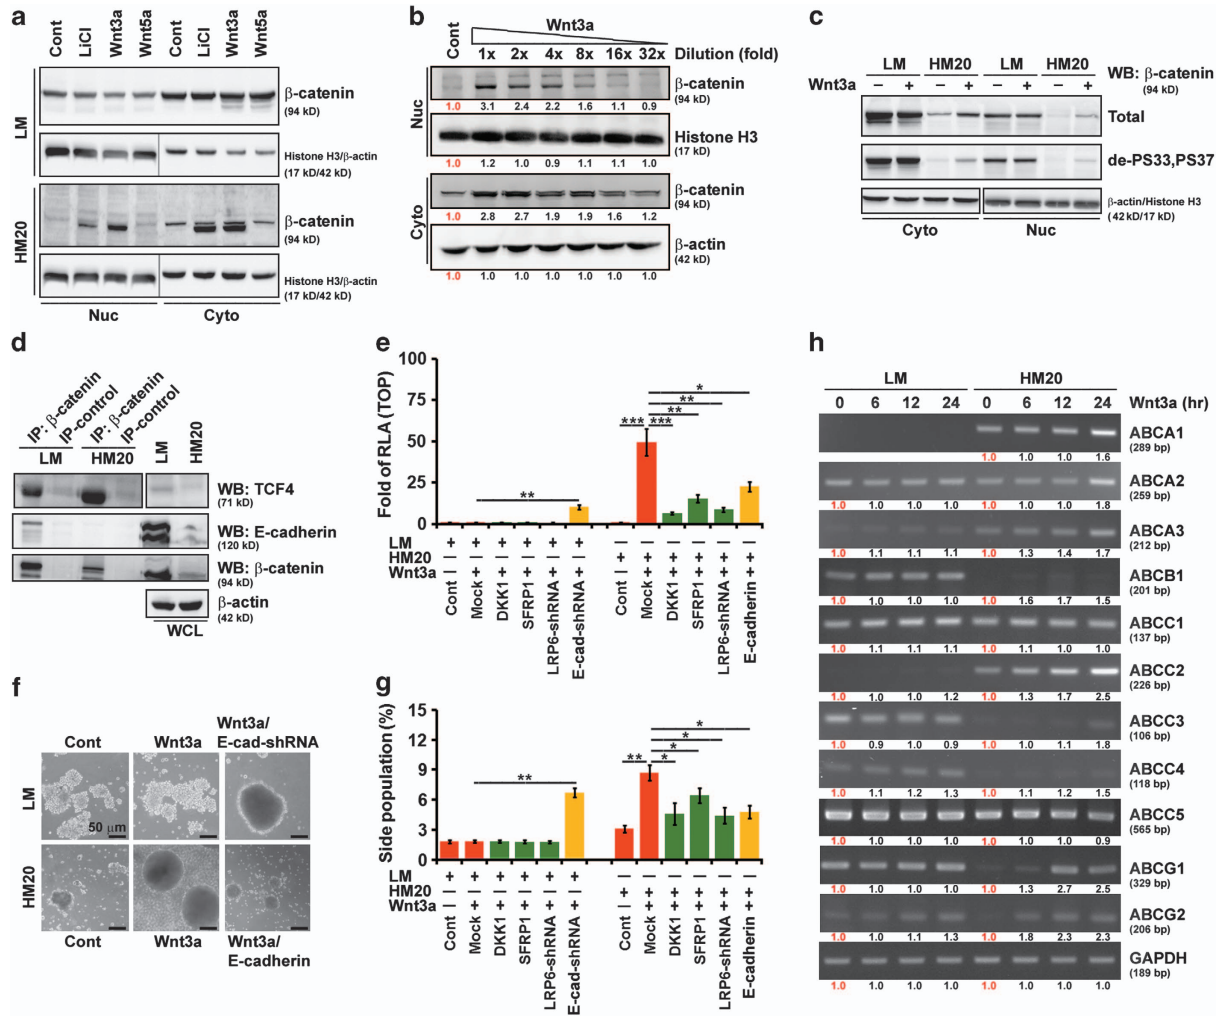 a
Cont LiCl Wnt3a Wnt5a Cont LiCl Wnt3a Wnt5a
LM
β-catenin
(94 kD)
Histone H3/β-actin
(17 kD/42 kD)
HM20
β-catenin
(94 kD)
Histone H3/β-actin
(17 kD/42 kD)
Nuc Cyto
b
Cont Wnt3a
1x 2x 4x 8x 16x 32x Dilution (fold)
Nuc
β-catenin
(94 kD)
1.0 3.1 2.4 2.2 1.6 1.1 0.9
Histone H3
(17 kD)
1.0 1.2 1.0 0.9 1.1 1.1 1.0
Cyto
β-catenin
(94 kD)
1.0 2.8 2.7 1.9 1.9 1.6 1.2
β-actin
(42 kD)
1.0 1.0 1.0 1.0 1.0 1.0 1.0
c
LM HM20 LM HM20 WB: β-catenin
(94 kD)
Wnt3a − + − + − + − +
Total
de-PS33,PS37
β-actin/Histone H3
(42 kD/17 kD)
Cyto Nuc
d
IP: β-catenin IP-control IP: β-catenin IP-control LM HM20
LM HM20
WB: TCF4
(71 kD)
WB: E-cadherin
(120 kD)
WB: β-catenin
(94 kD)
β-actin
(42 kD)
WCL
e
Fold of RLA (TOP)
100
75
50
25
0
** *** *** ** ** *
LM + + + + + + − − − − − − −
HM20 − − − − − − + + + + + + +
Wnt3a − + + + + + − + + + + +
Cont Mock DKK1 SFRP1 LRP6-shRNA E-cad-shRNA Cont Mock DKK1 SFRP1 LRP6-shRNA E-cadherin
f
Cont Wnt3a Wnt3a/
E-cad-shRNA
LM
50 μm
HM20
Cont Wnt3a Wnt3a/
E-cadherin
g
Side population (%)
15
12
9
6
3
0
** ** * * * *
LM + + + + + + − − − − − −
HM20 − − − − − − + + + + + +
Wnt3a − + + + + + − + + + + +
Cont Mock DKK1 SFRP1 LRP6-shRNA E-cad-shRNA Cont Mock DKK1 SFRP1 LRP6-shRNA E-cadherin
h
LM HM20
0 6 12 24 0 6 12 24 Wnt3a (hr)
ABCA1
(289 bp)
1.0 1.0 1.0 1.6
ABCA2
(259 bp)
1.0 1.0 1.0 1.0 1.0 1.0 1.0 1.8
ABCA3
(212 bp)
1.0 1.1 1.1 1.1 1.0 1.3 1.4 1.7
ABCB1
(201 bp)
1.0 1.0 1.0 1.0 1.0 1.6 1.7 1.5
ABCC1
(137 bp)
1.0 1.1 1.1 1.1 1.0 1.1 1.0 1.0
ABCC2
(226 bp)
1.0 1.0 1.0 1.2 1.0 1.3 1.7 2.5
ABCC3
(106 bp)
1.0 0.9 1.0 0.9 1.0 1.0 1.1 1.8
ABCC4
(118 bp)
1.0 1.1 1.2 1.3 1.0 1.1 1.2 1.5
ABCC5
(565 bp)
1.0 1.0 1.0 1.0 1.0 1.0 1.0 0.9
ABCG1
(329 bp)
1.0 1.0 1.0 1.0 1.0 1.3 2.7 2.5
ABCG2
(206 bp)
1.0 1.0 1.1 1.3 1.0 1.8 2.3 2.3
GAPDH
(189 bp)
1.0 1.0 1.0 1.0 1.0 1.0 1.0 1.0